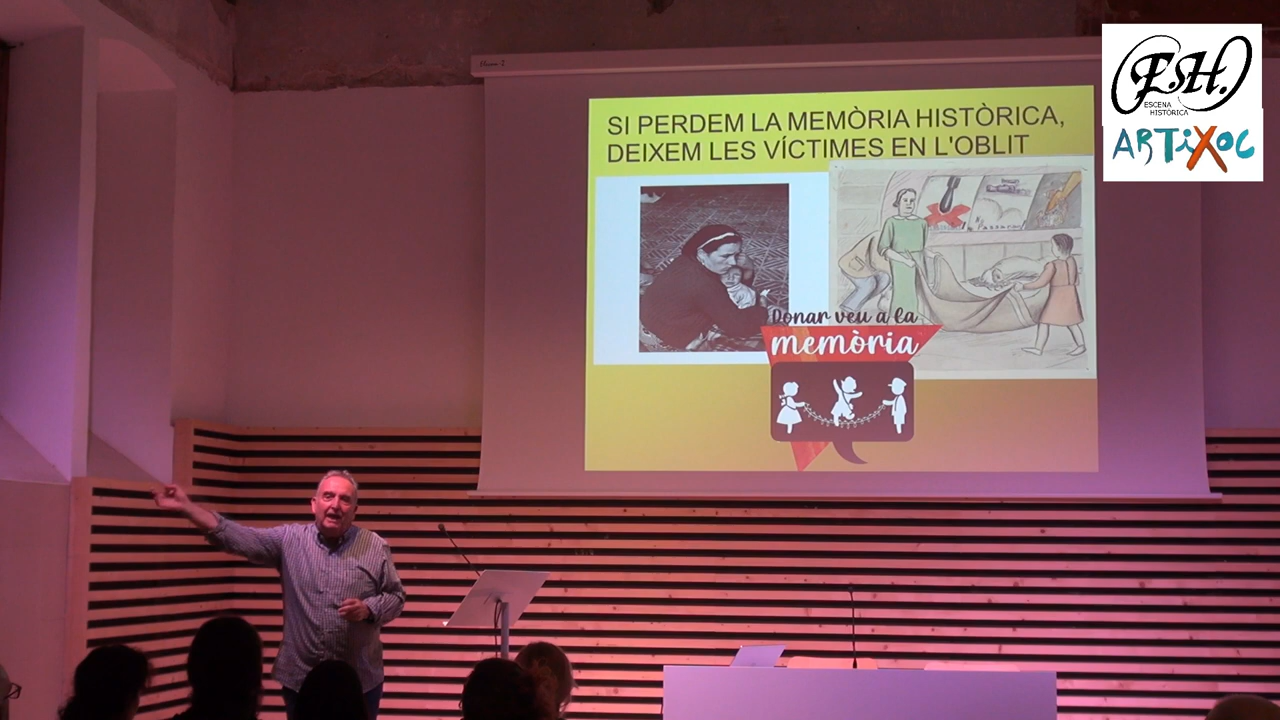 SI PERDEM LA MEMÒRIA HISTÒRICA,
DEIXEM LES VÍCTIMES EN L'OBLIT
Donar veu a la
memòria
E.S.H.
ESCENA
HISTÒRICA
ARTiXOC